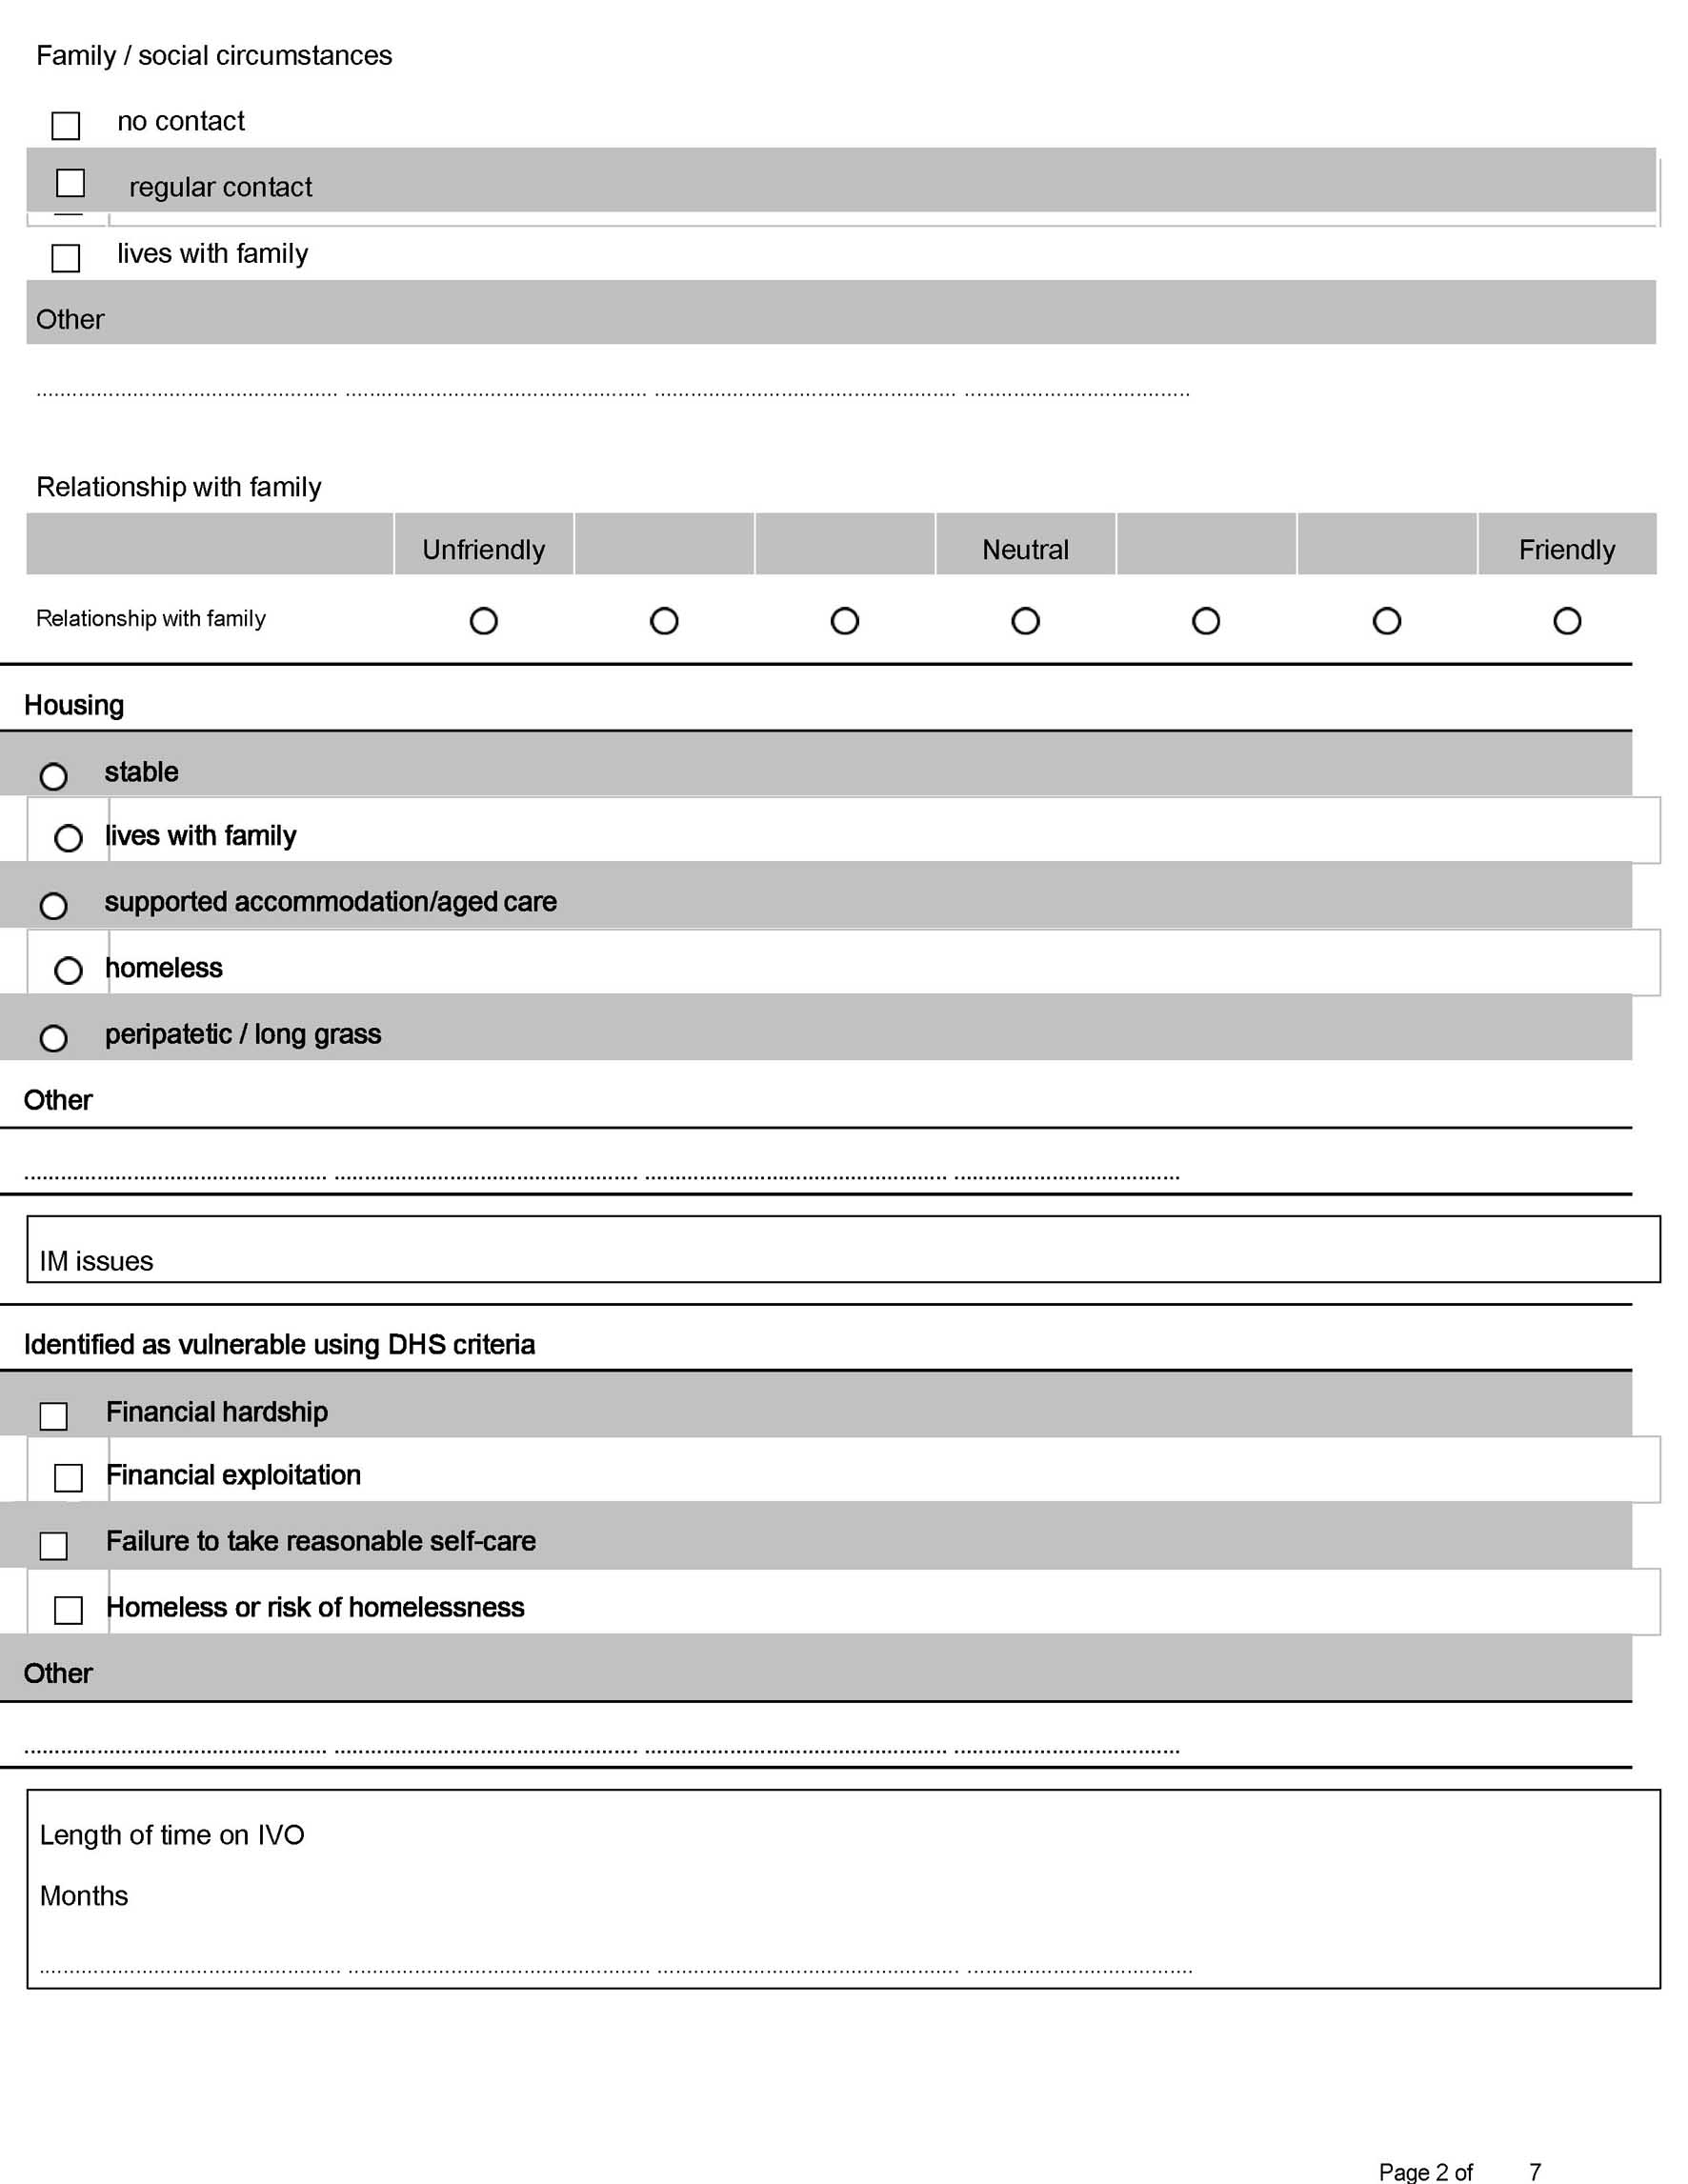 Family / social circumstances
no contact
regular contact
lives with family
Other
................................................ ................................................ ................................................ ....................................
Relationship with family
Unfriendly Neutral Friendly
Relationship with family
Housing
stable
lives with family
supported accommodation/aged care
homeless
peripatetic / long grass
Other
................................................ ................................................ ................................................ ....................................
IM issues
Identified as vulnerable using DHS criteria
Financial hardship
Financial exploitation
Failure to take reasonable self-care
Homeless or risk of homelessness
Other
................................................ ................................................ ................................................ ....................................
Length of time on IVO
Months
................................................ ................................................ ................................................ ....................................
Page 2 of 7